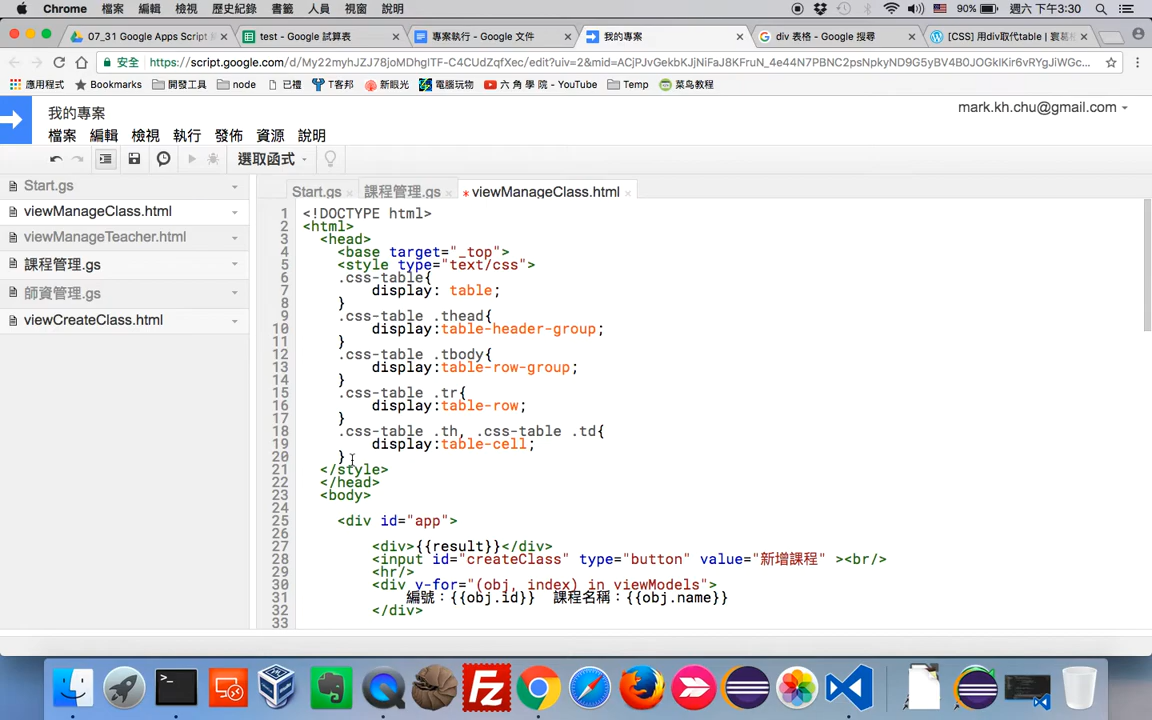 Chrome 檔案 編輯 檢視 歷史紀錄 書籤 人員 視窗 說明 90% 週六 下午3:30
07_31 Google Apps Script test - Google 試算表 專案執行 - Google 文件 我的專案 div 表格 - Google 搜尋 [CSS] 用div取代table
安全 https://script.google.com/d/My22myhJZJ78joMDhglTF-C4CUdZqfXec/edit?uiv=2&mid=ACjPJvGekbKJjNiFaJ8KFruN_4e44N7PBNC2psNpkyND9G5yBV4B0JOGkIKir6vRYgJiWGc...
應用程式 Bookmarks 開發工具 node 已禮 T客邦 新觀光 電腦玩物 六 角 學 院 - YouTube Temp 菜鸟教程
我的專案 mark.kh.chu@gmail.com
檔案 編輯 檢視 執行 發佈 資源 說明
選取函式
Start.gs
viewManageClass.html
viewManageTeacher.html
課程管理.gs
師資管理.gs
viewCreateClass.html
Start.gs × 課程管理.gs × * viewManageClass.html ×
1 <!DOCTYPE html>
2 <html>
3 <head>
4 <base target="_top">
5 <style type="text/css">
6 .css-table{
7 display: table;
8 }
9 .css-table .thead{
10 display:table-header-group;
11 }
12 .css-table .tbody{
13 display:table-row-group;
14 }
15 .css-table .tr{
16 display:table-row;
17 }
18 .css-table .th, .css-table .td{
19 display:table-cell;
20 }
21 </style>
22 </head>
23 <body>
24
25 <div id="app">
26
27 <div>{{result}}</div>
28 <input id="createClass" type="button" value="新增課程" ><br/>
29 <hr/>
30 <div v-for="(obj, index) in viewModels">
31 編號：{{obj.id}} 課程名稱：{{obj.name}}
32 </div>
33